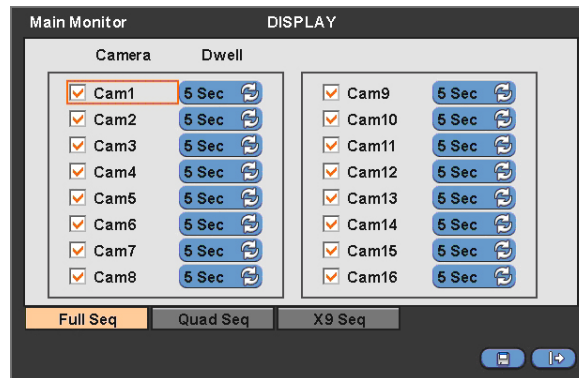 Main Monitor DISPLAY
Camera Dwell
Cam1 5 Sec Cam9 5 Sec
Cam2 5 Sec Cam10 5 Sec
Cam3 5 Sec Cam11 5 Sec
Cam4 5 Sec Cam12 5 Sec
Cam5 5 Sec Cam13 5 Sec
Cam6 5 Sec Cam14 5 Sec
Cam7 5 Sec Cam15 5 Sec
Cam8 5 Sec Cam16 5 Sec
Full Seq Quad Seq X9 Seq